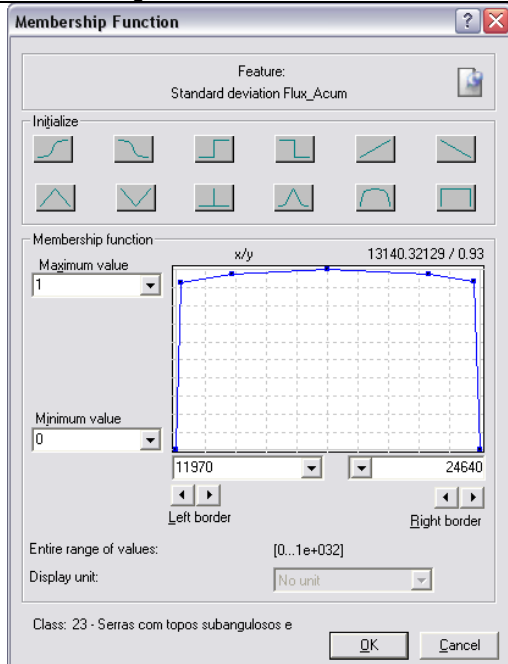 Membership Function
Feature:
Standard deviation Flux_Acum
Initialize
Membership function
x/y
13140.32129 / 0.93
Maximum value
1
Minimum value
0
11970
24640
Left border
Right border
Entire range of values:
[0...1e+032]
Display unit:
No unit
Class: 23 - Serras com topos subangulosos e
OK
Cancel